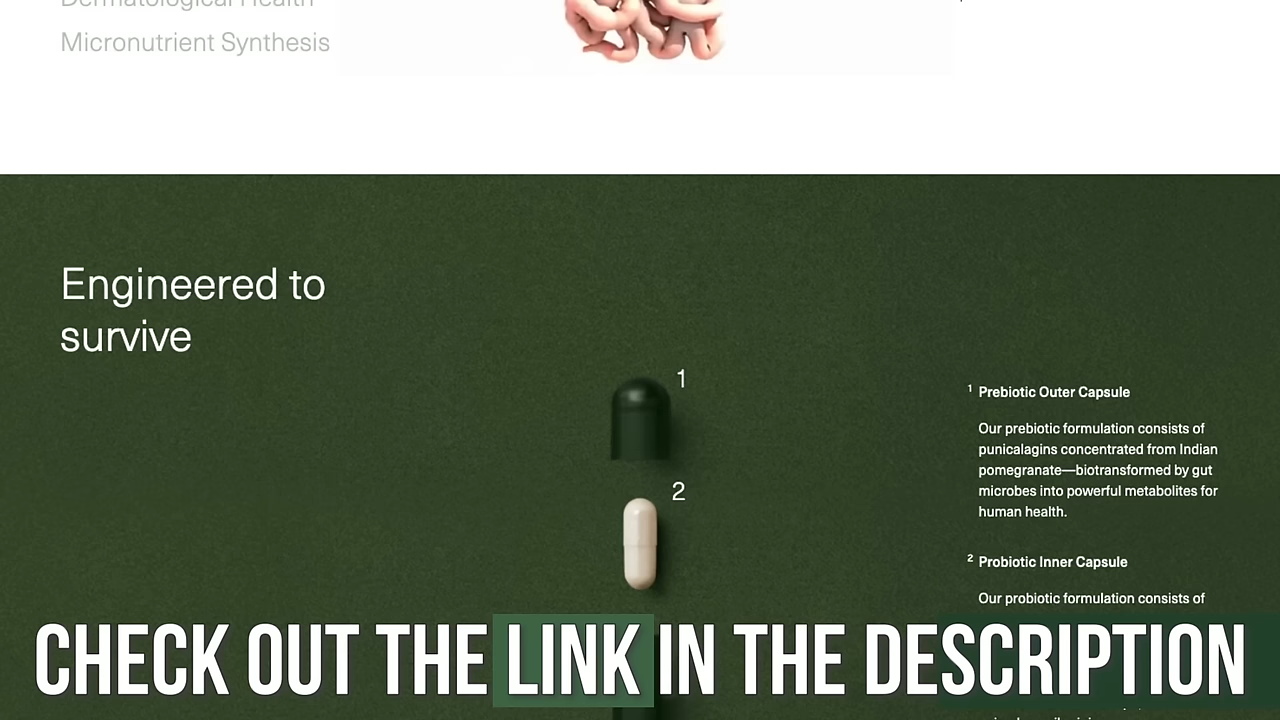 Dermatological Health
Micronutrient Synthesis
Engineered to
survive
1
2
1 Prebiotic Outer Capsule
Our prebiotic formulation consists of
punicalagins concentrated from Indian
pomegranate—biotransformed by gut
microbes into powerful metabolites for
human health.
2 Probiotic Inner Capsule
Our probiotic formulation consists of
CHECK OUT THE LINK IN THE DESCRIPTION